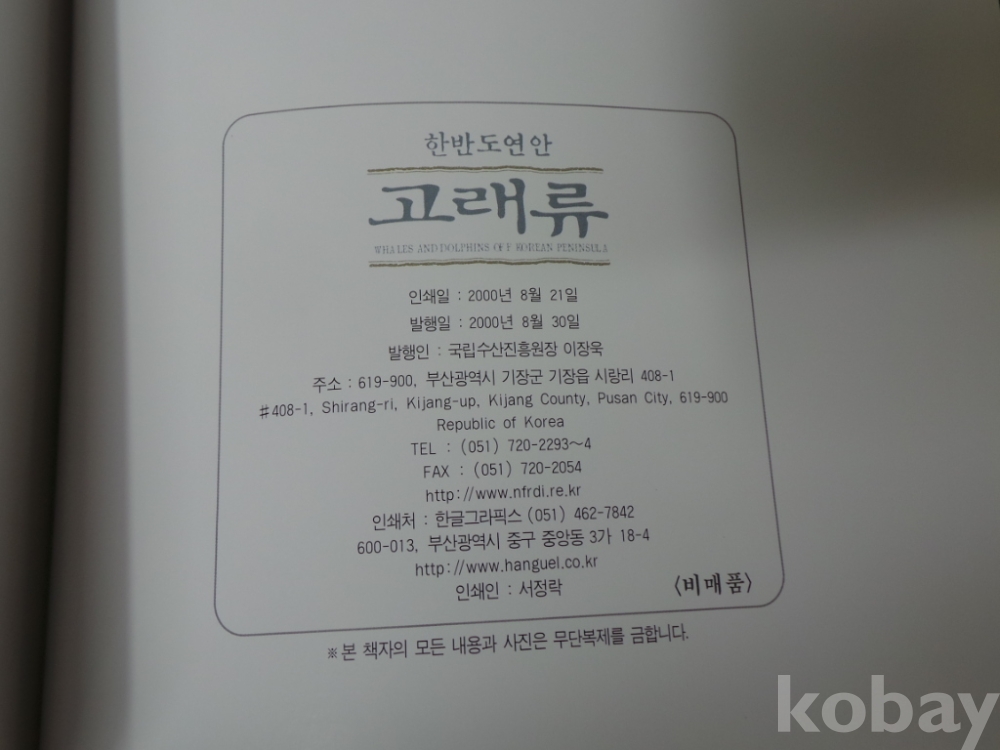 한반도연안
고래류
WHALES AND DOLPHINS OFF KOREAN PENINSULA
인쇄일 : 2000년 8월 21일
발행일 : 2000년 8월 30일
발행인 : 국립수산진흥원장 이장욱
주소 : 619-900, 부산광역시 기장군 기장읍 시랑리 408-1
#408-1, Shirang-ri, Kijang-up, Kijang County, Pusan City, 619-900
Republic of Korea
TEL : (051) 720-2293～4
FAX : (051) 720-2054
http://www.nfrdi.re.kr
인쇄처 : 한글그라픽스 (051) 462-7842
600-013, 부산광역시 중구 중앙동 3가 18-4
http://www.hanguel.co.kr
인쇄인 : 서정락
〈비매품〉
※본 책자의 모든 내용과 사진은 무단복제를 금합니다.
kobay